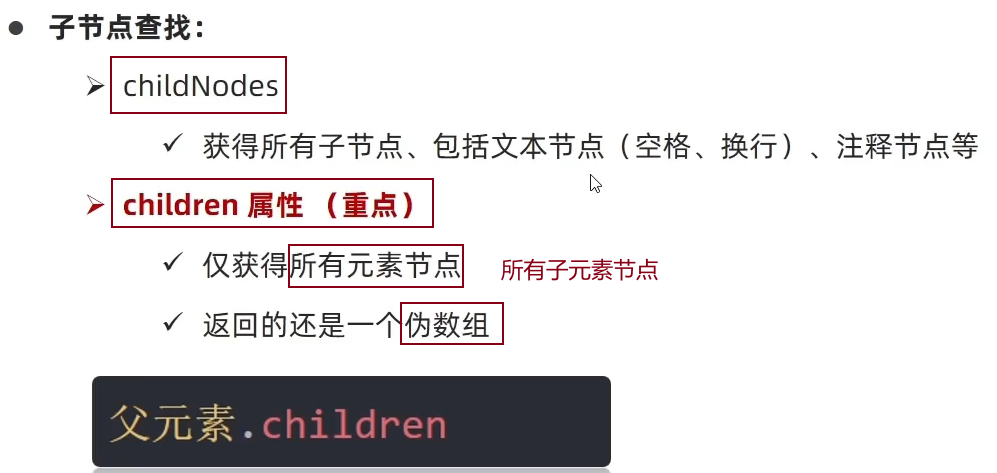 子节点查找：
childNodes
获得所有子节点、包括文本节点（空格、换行）、注释节点等
children 属性 （重点）
仅获得所有元素节点 所有子元素节点
返回的还是一个伪数组
父元素.children